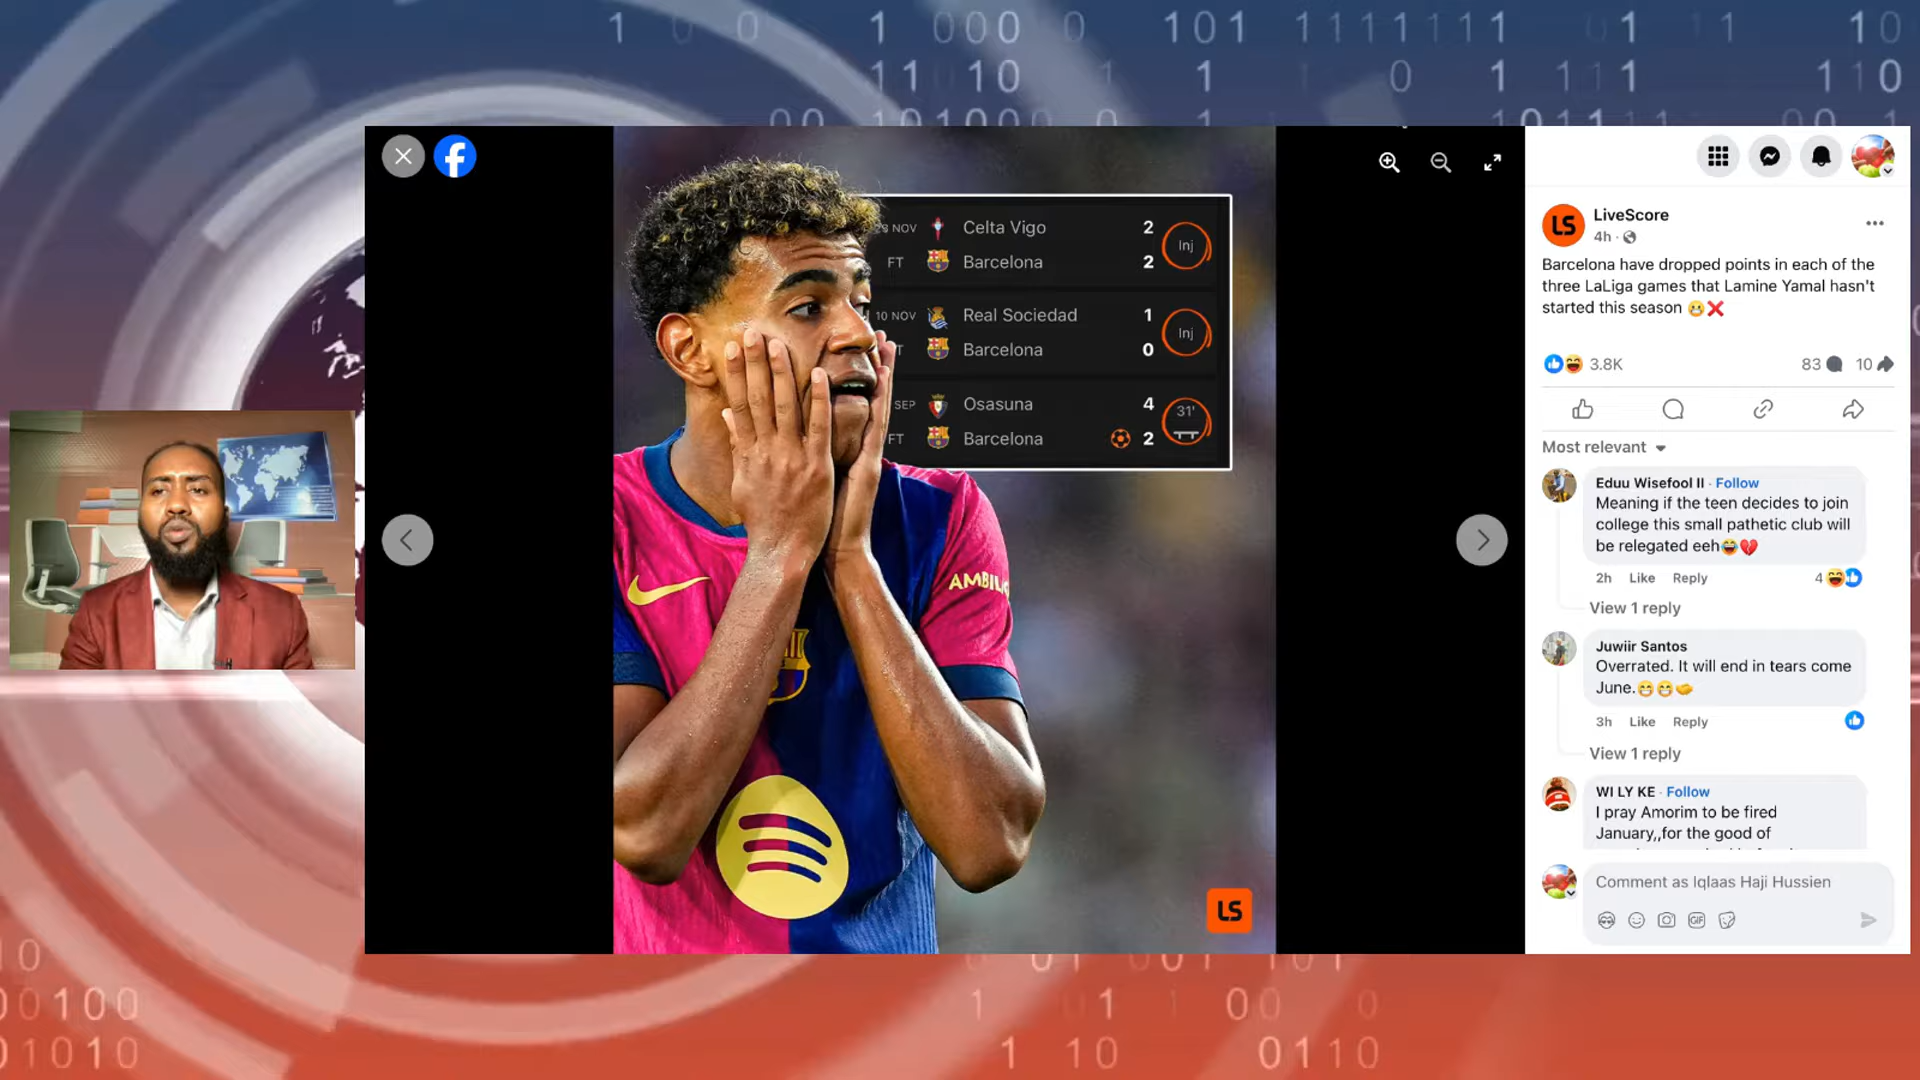 23 NOV Celta Vigo 2 Inj
FT Barcelona 2
10 NOV Real Sociedad 1 Inj
Barcelona 0
SEP Osasuna 4 31'
FT Barcelona 2
AMBILI
LS
LS
LiveScore
4h ·
Barcelona have dropped points in each of the
three LaLiga games that Lamine Yamal hasn't
started this season 😬❌
3.8K 83 10
Most relevant
Eduu Wisefool II · Follow
Meaning if the teen decides to join
college this small pathetic club will
be relegated eeh😂💔
2h Like Reply 4
View 1 reply
Juwiir Santos
Overrated. It will end in tears come
June.😁😁🤝
3h Like Reply
View 1 reply
WI LY KE · Follow
I pray Amorim to be fired
January,,for the good of
Comment as Iqlaas Haji Hussien
GIF